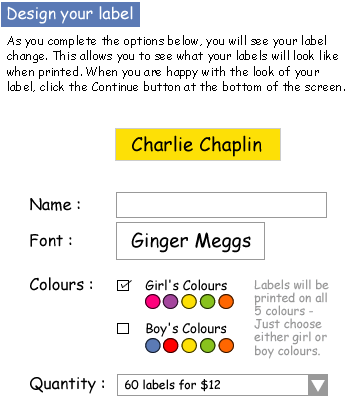 Design your label
As you complete the options below, you will see your label
change. This allows you to see what your labels will look like
when printed. When you are happy with the look of your
label, click the Continue button at the bottom of the screen.
Charlie Chaplin
Name :
Font : Ginger Meggs
Colours : Girl's Colours
Boy's Colours
Labels will be
printed on all
5 colours -
Just choose
either girl or
boy colours.
Quantity : 60 labels for $12